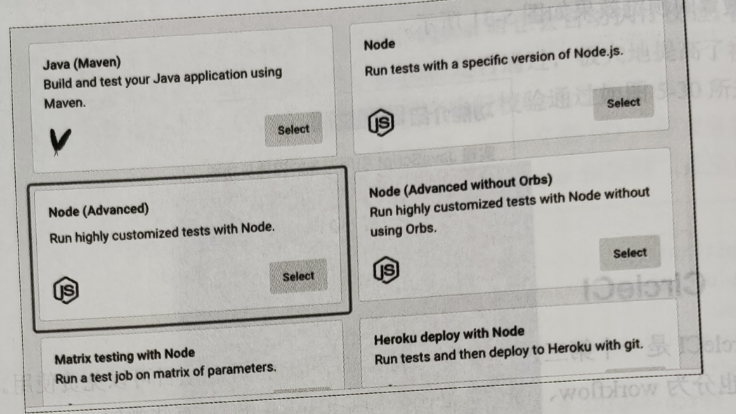 Java (Maven)
Build and test your Java application using
Maven.
Select
Node
Run tests with a specific version of Node.js.
JS
Select
Node (Advanced)
Run highly customized tests with Node.
JS
Select
Node (Advanced without Orbs)
Run highly customized tests with Node without
using Orbs.
JS
Select
Matrix testing with Node
Run a test job on matrix of parameters.
Heroku deploy with Node
Run tests and then deploy to Heroku with git.